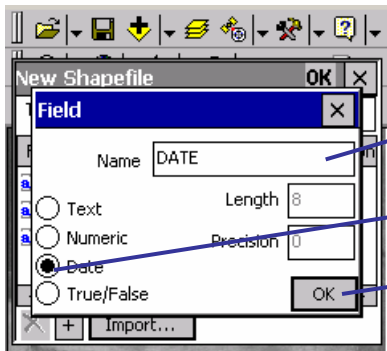 New Shapefile OK
Field
Name DATE
Text
Length 8
Numeric
Precision 0
Date
True/False
OK
Import...